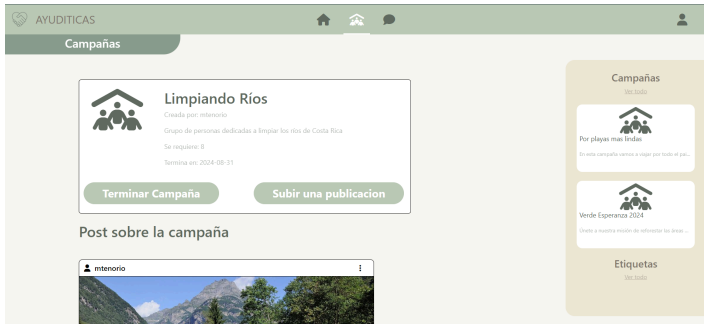 AYUDITICAS
Campañas
Limpiando Ríos
Creada por: mtenorio
Grupo de personas dedicadas a limpiar los ríos de Costa Rica.
Se requiere: 8
Termina en: 2024-08-31
Terminar Campaña
Subir una publicacion
Post sobre la campaña
mtenorio
Campañas
Ver todo
Por playas mas lindas
En esta campaña vamos a viajar por todo el paí...
Verde Esperanza 2024
Únete a nuestra misión de reforestar las áreas ...
Etiquetas
Ver todo